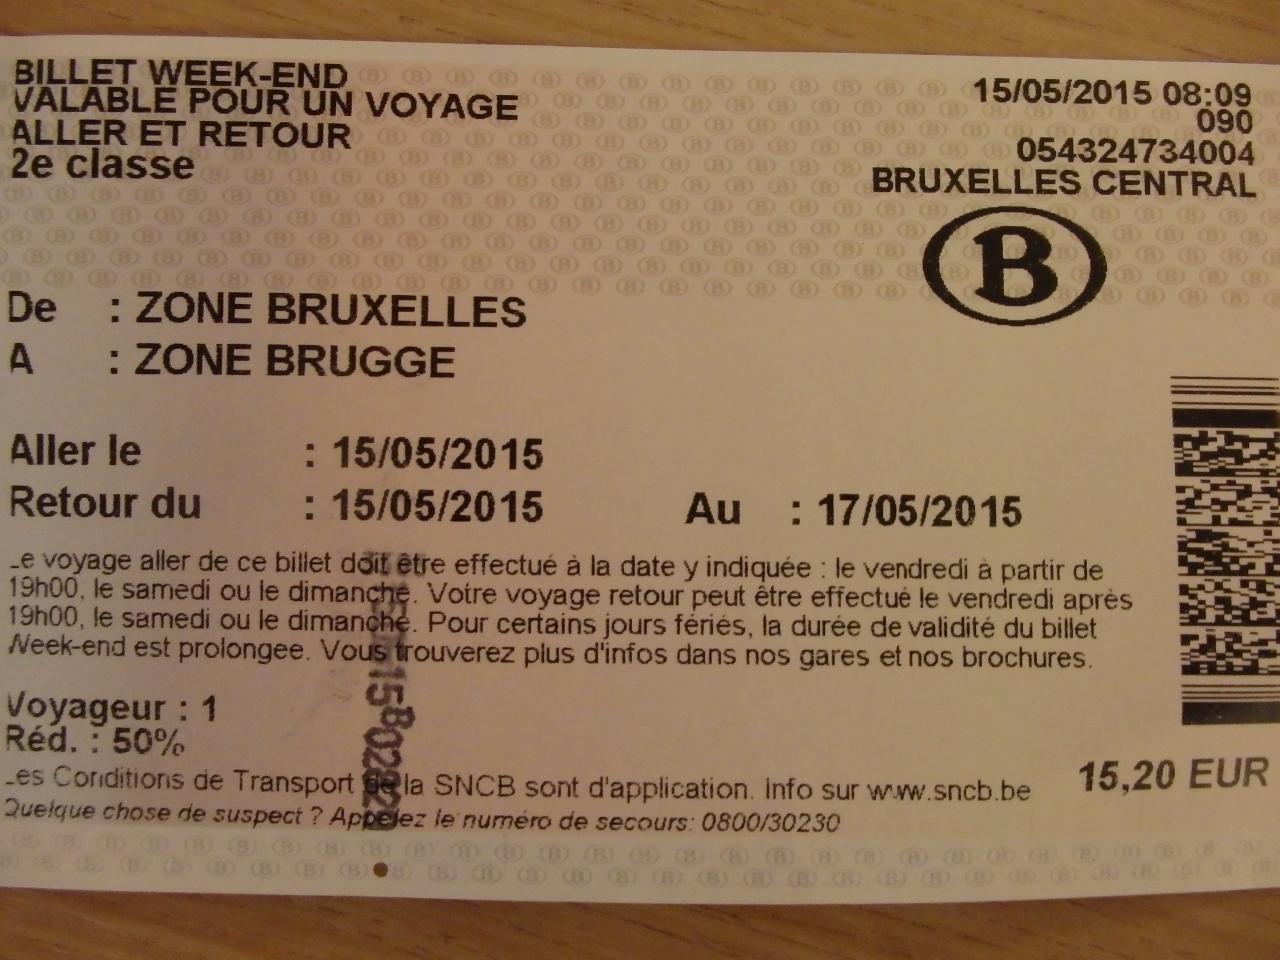 BILLET WEEK-END
VALABLE POUR UN VOYAGE
ALLER ET RETOUR
2e classe
15/05/2015 08:09
090
054324734004
BRUXELLES CENTRAL
B
De : ZONE BRUXELLES
A : ZONE BRUGGE
Aller le : 15/05/2015
Retour du : 15/05/2015 Au : 17/05/2015
Le voyage aller de ce billet doit être effectué à la date y indiquée : le vendredi à partir de
19h00, le samedi ou le dimanche. Votre voyage retour peut être effectué le vendredi après
19h00, le samedi ou le dimanche. Pour certains jours fériés, la durée de validité du billet
Week-end est prolongee. Vous trouverez plus d'infos dans nos gares et nos brochures.
Voyageur : 1
Réd. : 50%
Les Conditions de Transport de la SNCB sont d'application. Info sur www.sncb.be
15,20 EUR
Quelque chose de suspect ? Appelez le numéro de secours: 0800/30230